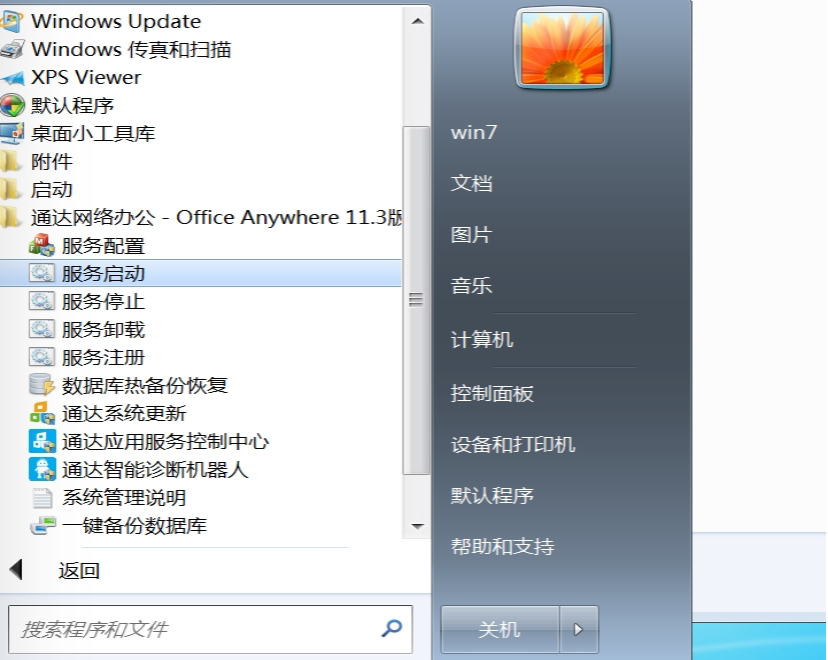 Windows Update
Windows 传真和扫描
XPS Viewer
默认程序
桌面小工具库
附件
启动
通达网络办公 - Office Anywhere 11.3版
服务配置
服务启动
服务停止
服务卸载
服务注册
数据库热备份恢复
通达系统更新
通达应用服务控制中心
通达智能诊断机器人
系统管理说明
一键备份数据库
返回
搜索程序和文件
win7
文档
图片
音乐
计算机
控制面板
设备和打印机
默认程序
帮助和支持
关机